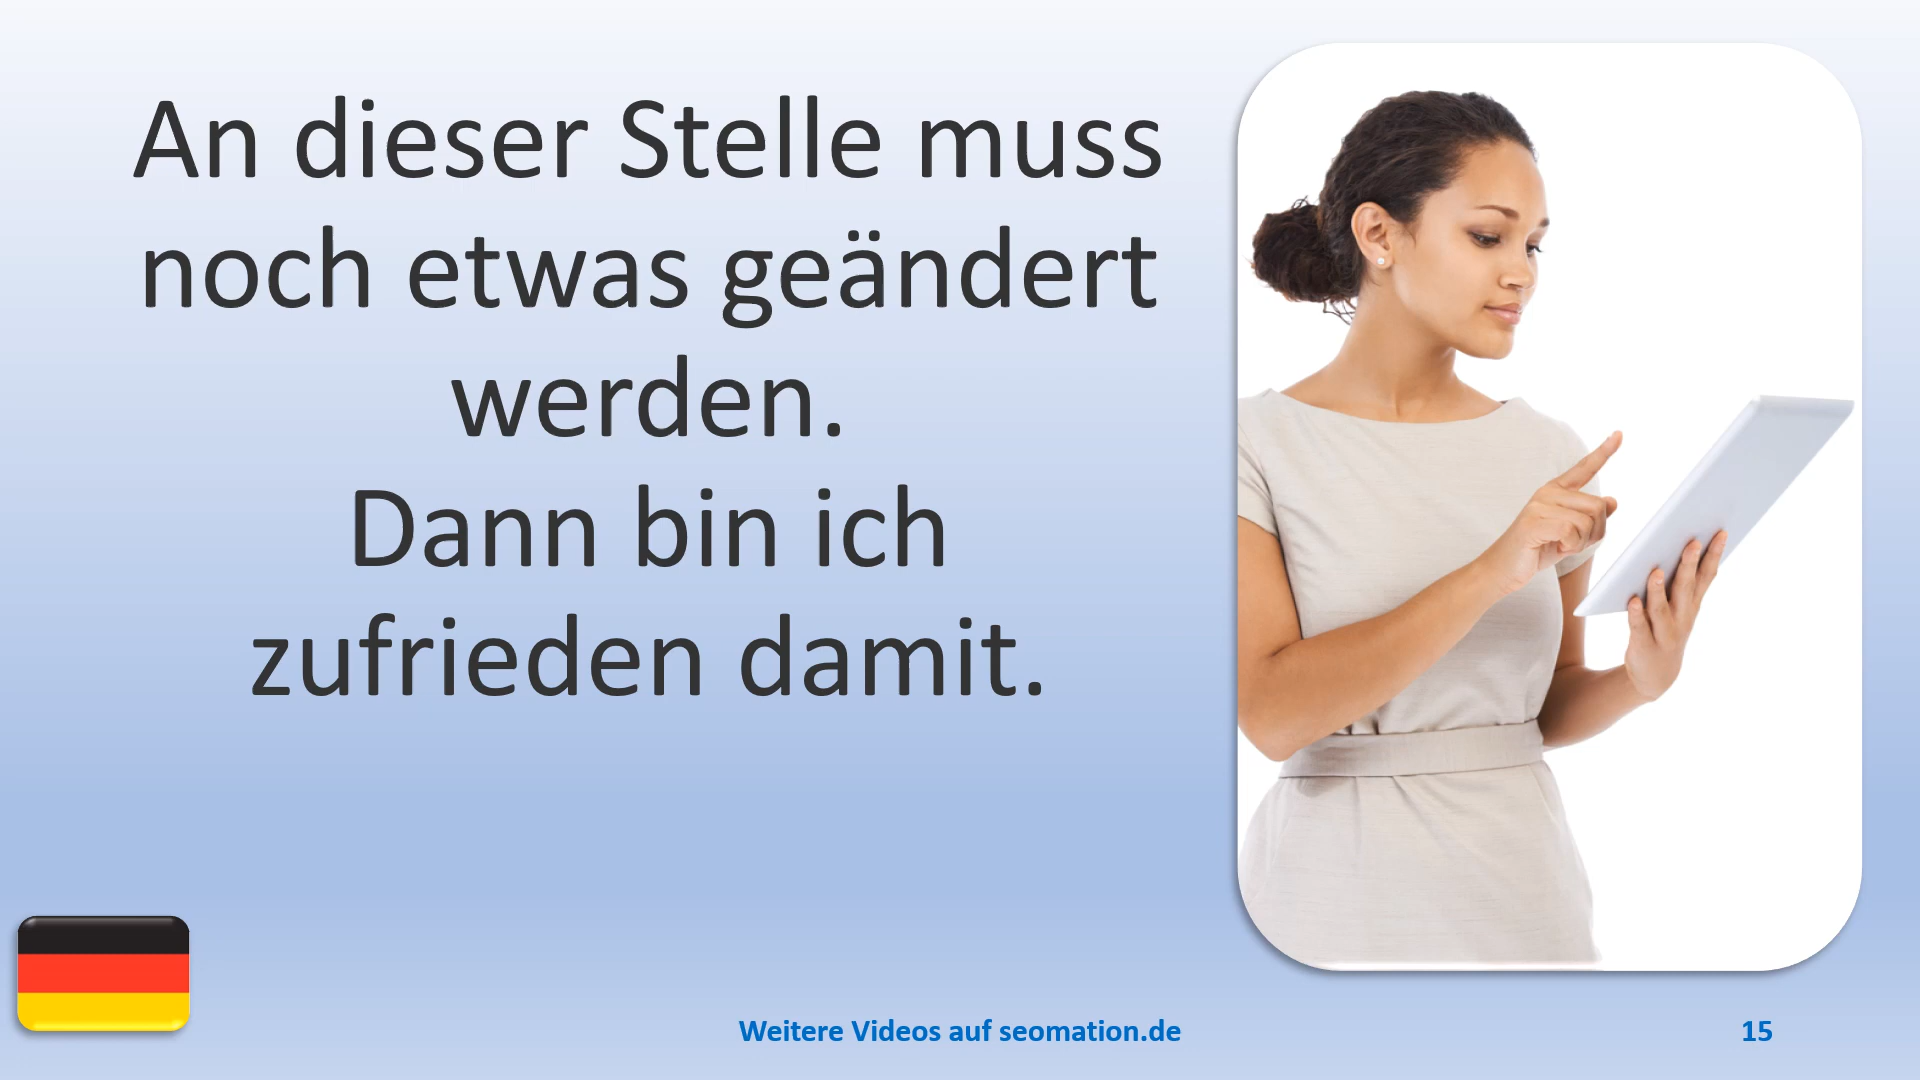 An dieser Stelle muss
noch etwas geändert
werden.
Dann bin ich
zufrieden damit.
Weitere Videos auf seomation.de
15